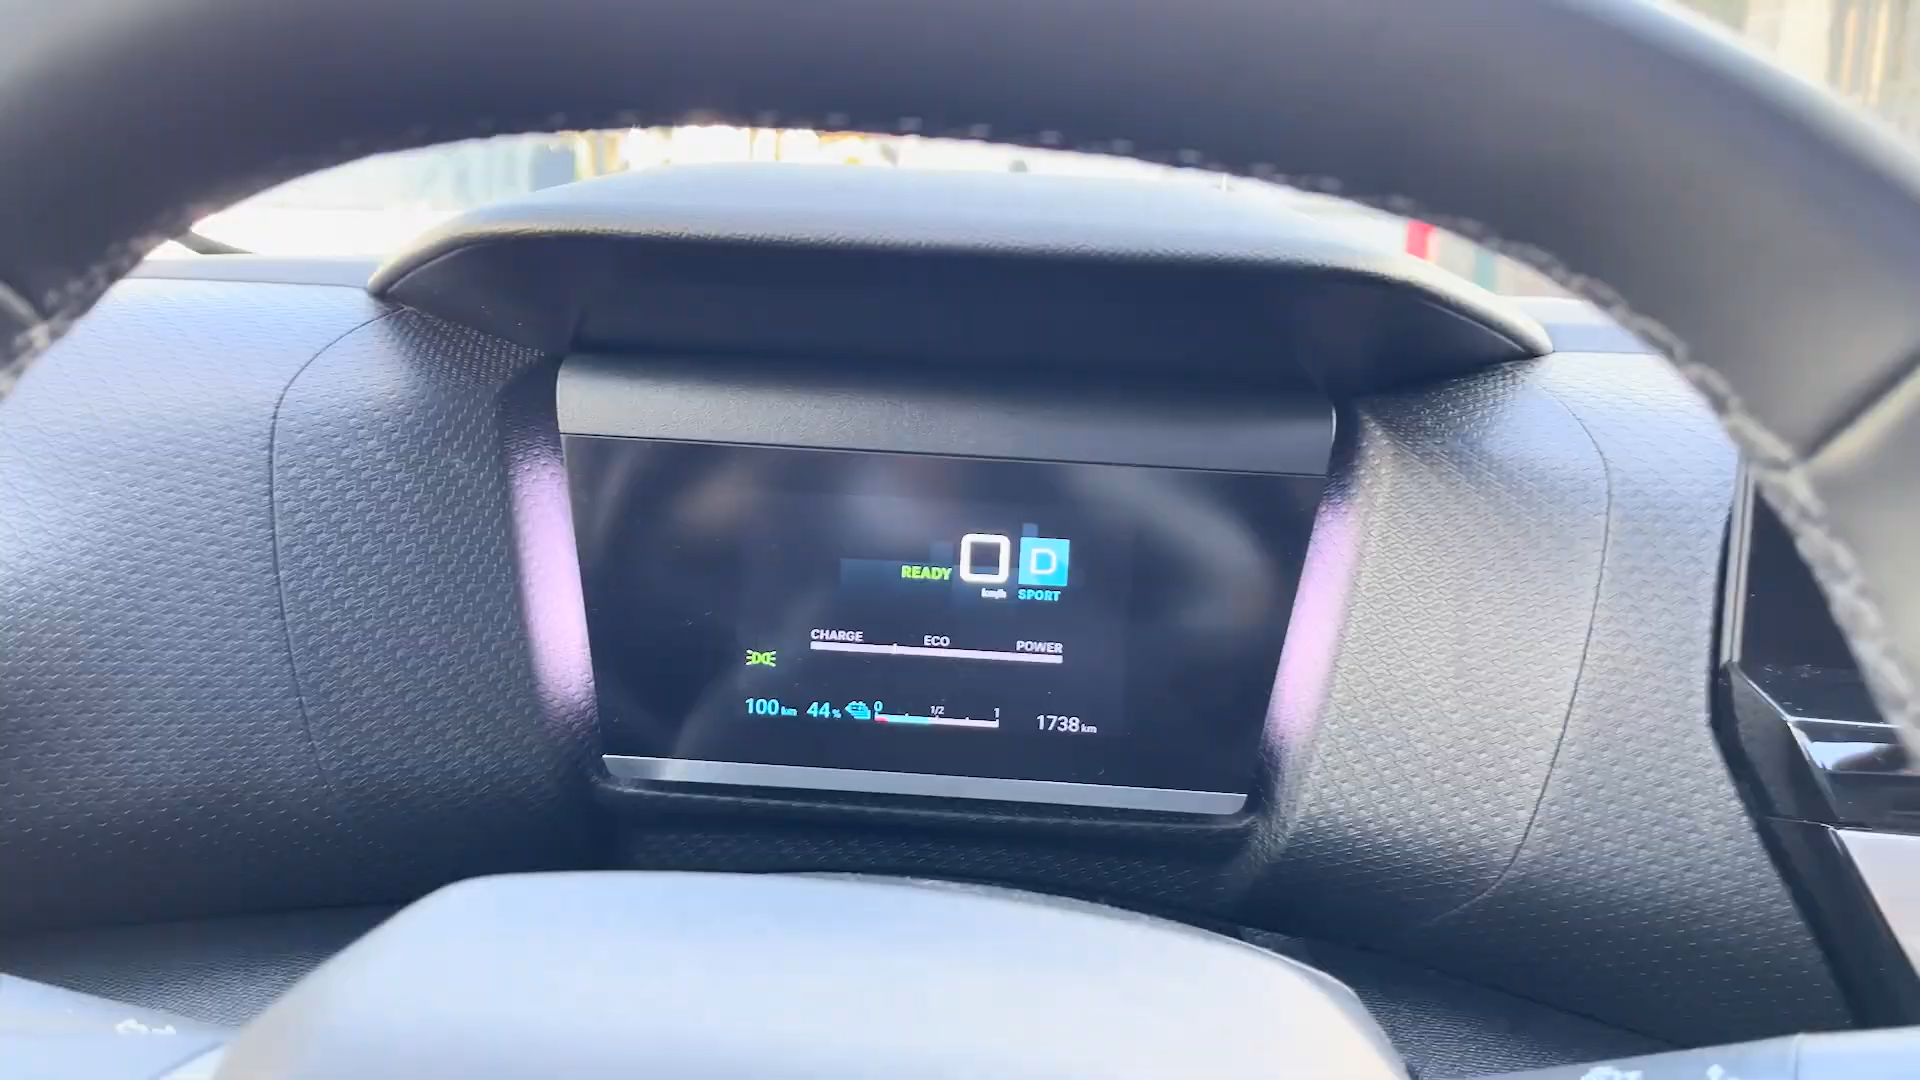 READY 0 D
km/h SPORT
CHARGE ECO POWER
100 km 44 % 0 1/2 1 1738 km